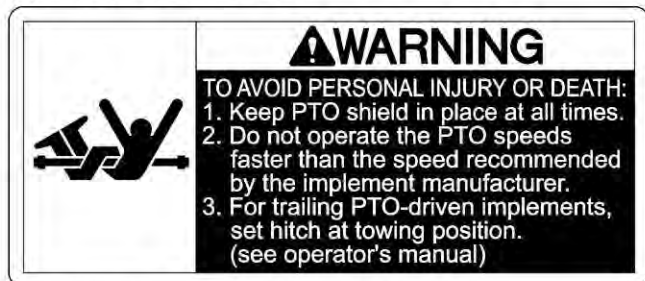 WARNING
TO AVOID PERSONAL INJURY OR DEATH:
1. Keep PTO shield in place at all times.
2. Do not operate the PTO speeds
faster than the speed recommended
by the implement manufacturer.
3. For trailing PTO-driven implements,
set hitch at towing position.
(see operator's manual)